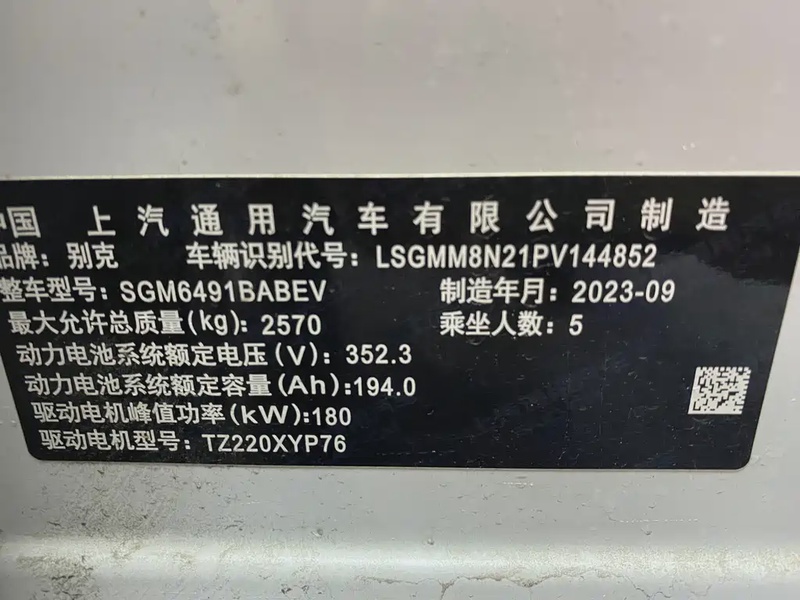 中国 上汽通用汽车有限公司制造
品牌：别克 车辆识别代号：LSGMM8N21PV144852
整车型号：SGM6491BABEV 制造年月：2023-09
最大允许总质量(kg)：2570 乘坐人数：5
动力电池系统额定电压(V)：352.3
动力电池系统额定容量(Ah):194.0
驱动电机峰值功率(kW):180
驱动电机型号：TZ220XYP76